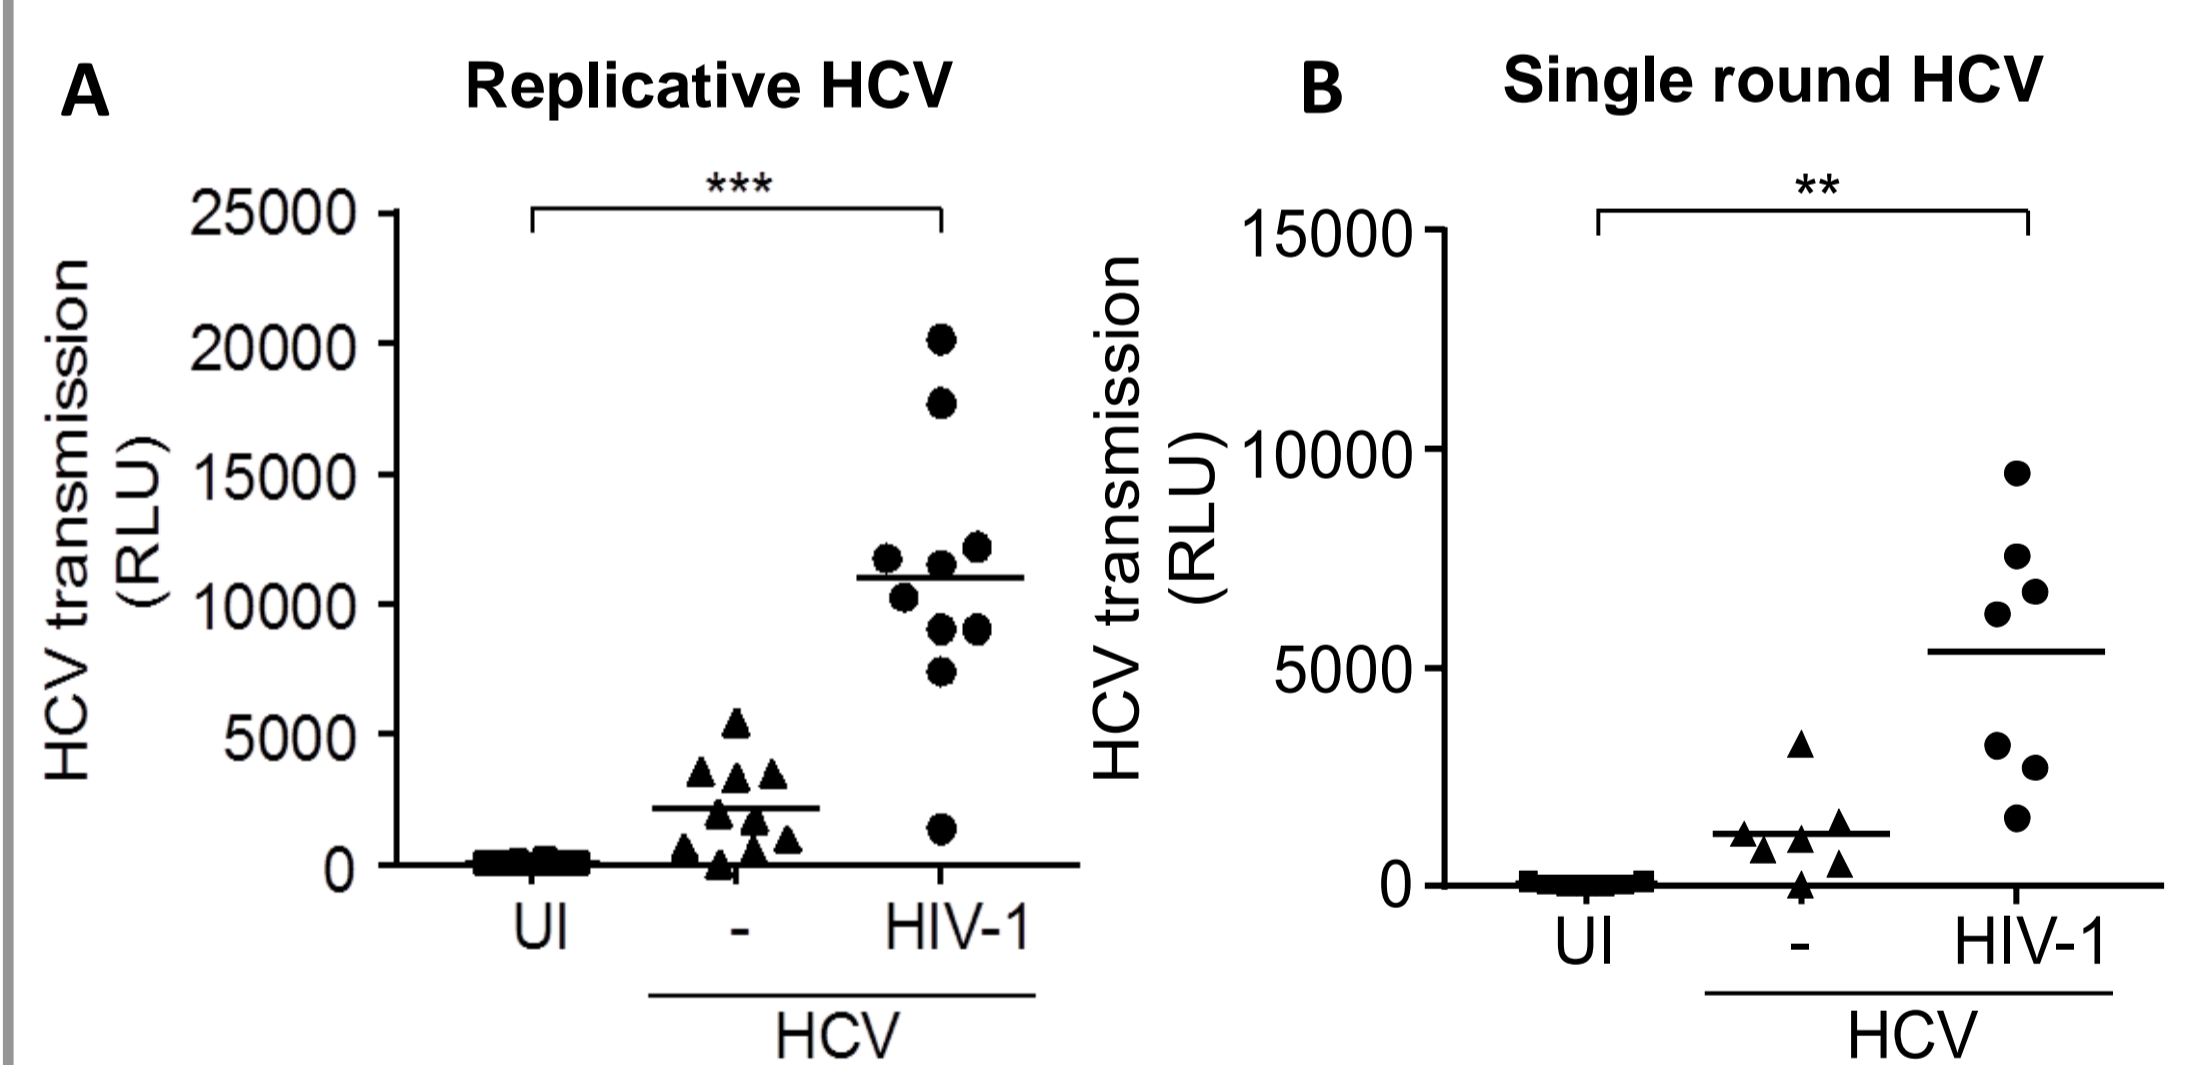 A
Replicative HCV
***
25000
20000
15000
10000
5000
0
HCV transmission
(RLU)
UI
-
HIV-1
HCV
B
Single round HCV
**
15000
10000
5000
0
HCV transmission
(RLU)
UI
-
HIV-1
HCV